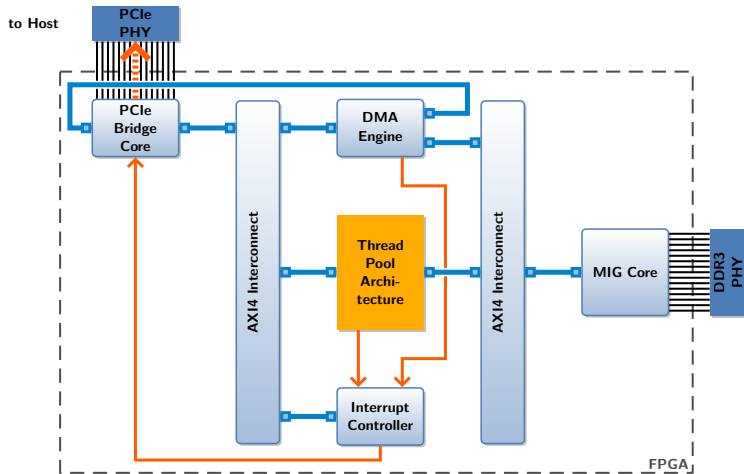 to Host
PCIe
PHY
PCIe
Bridge
Core
DMA
Engine
AXI4 Interconnect
Thread
Pool
Archi-
tecture
AXI4 Interconnect
MIG Core
DDR3
PHY
Interrupt
Controller
FPGA